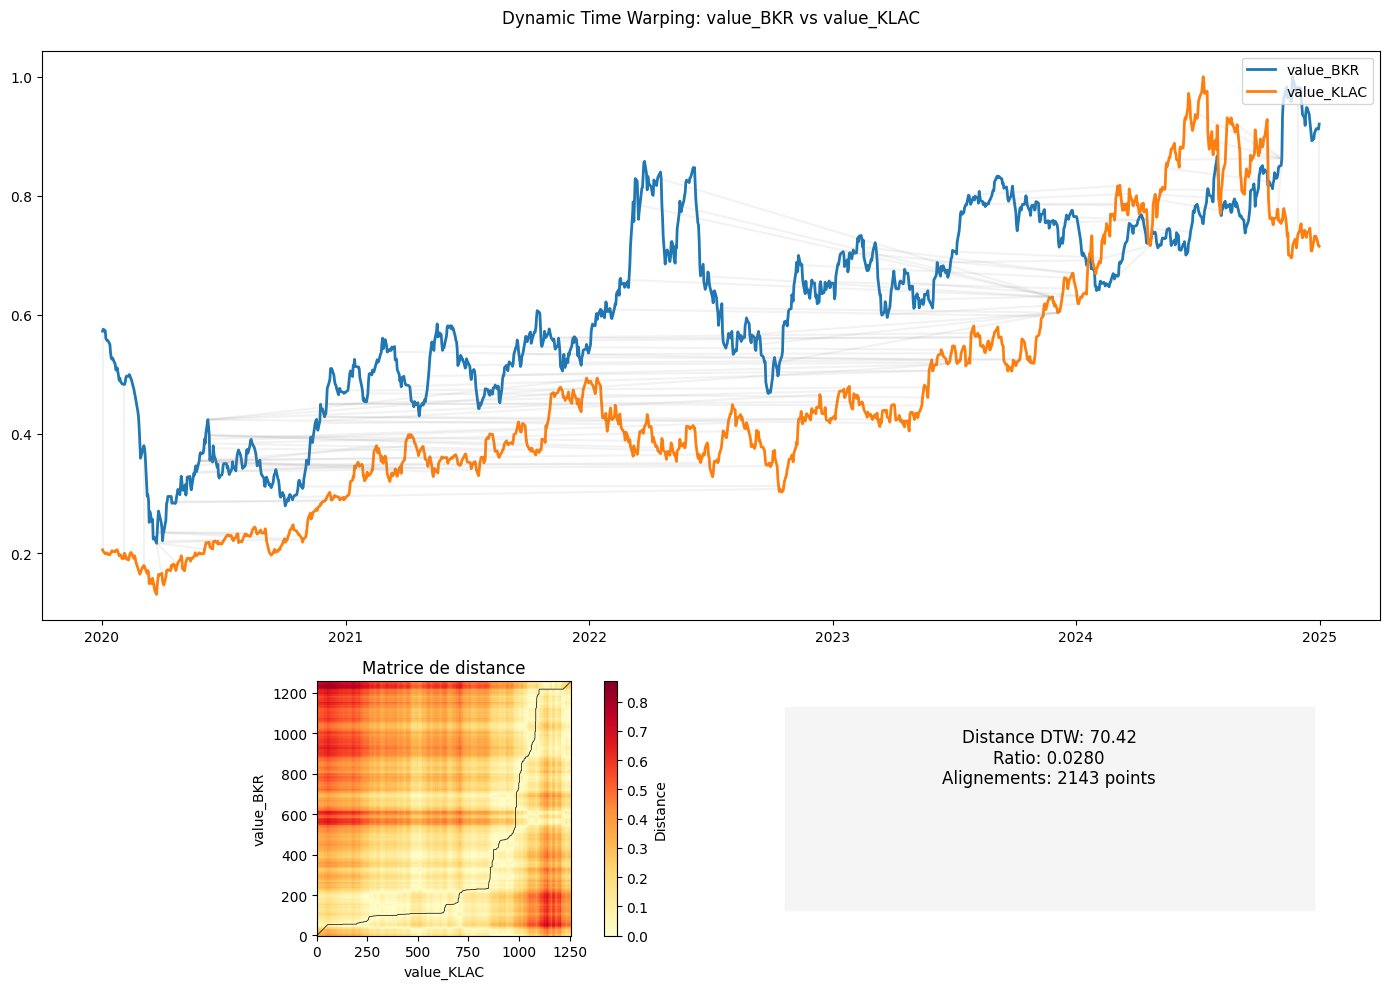 Dynamic Time Warping: value_BKR vs value_KLAC
value_BKR
value_KLAC
1.0
0.8
0.6
0.4
0.2
2020 2021 2022 2023 2024 2025
Matrice de distance
value_BKR
1200
1000
800
600
400
200
0
0 250 500 750 1000 1250
value_KLAC
0.8
0.7
0.6
0.5
0.4
0.3
0.2
0.1
0.0
Distance
Distance DTW: 70.42
Ratio: 0.0280
Alignements: 2143 points